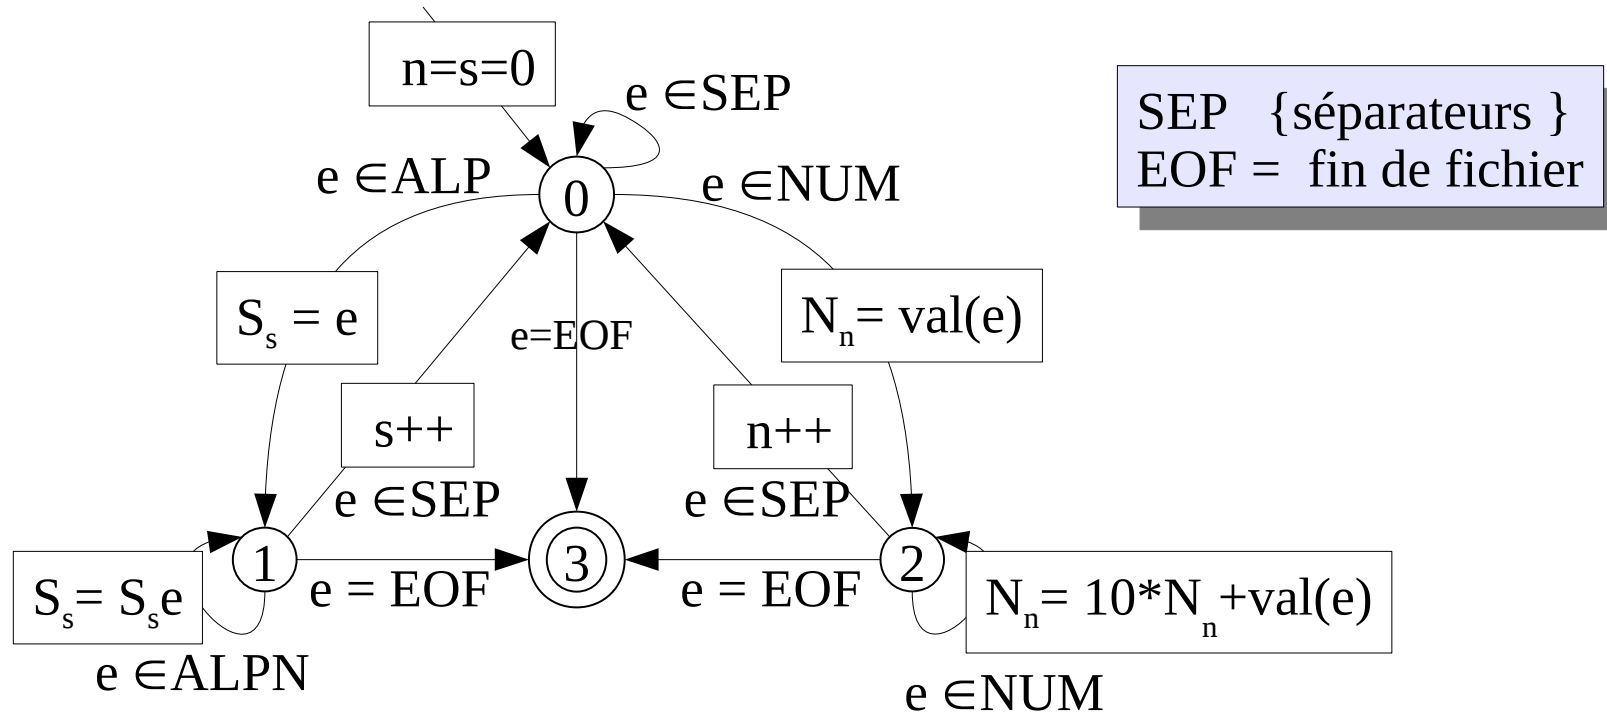 n=s=0
e ∈SEP
SEP {séparateurs }
EOF = fin de fichier
e ∈ALP
e ∈NUM
0
Ss = e
Nn= val(e)
e=EOF
s++
n++
e ∈SEP
e ∈SEP
1
3
2
Ss= Sse
e = EOF
e = EOF
Nn= 10*Nn+val(e)
e ∈ALPN
e ∈NUM